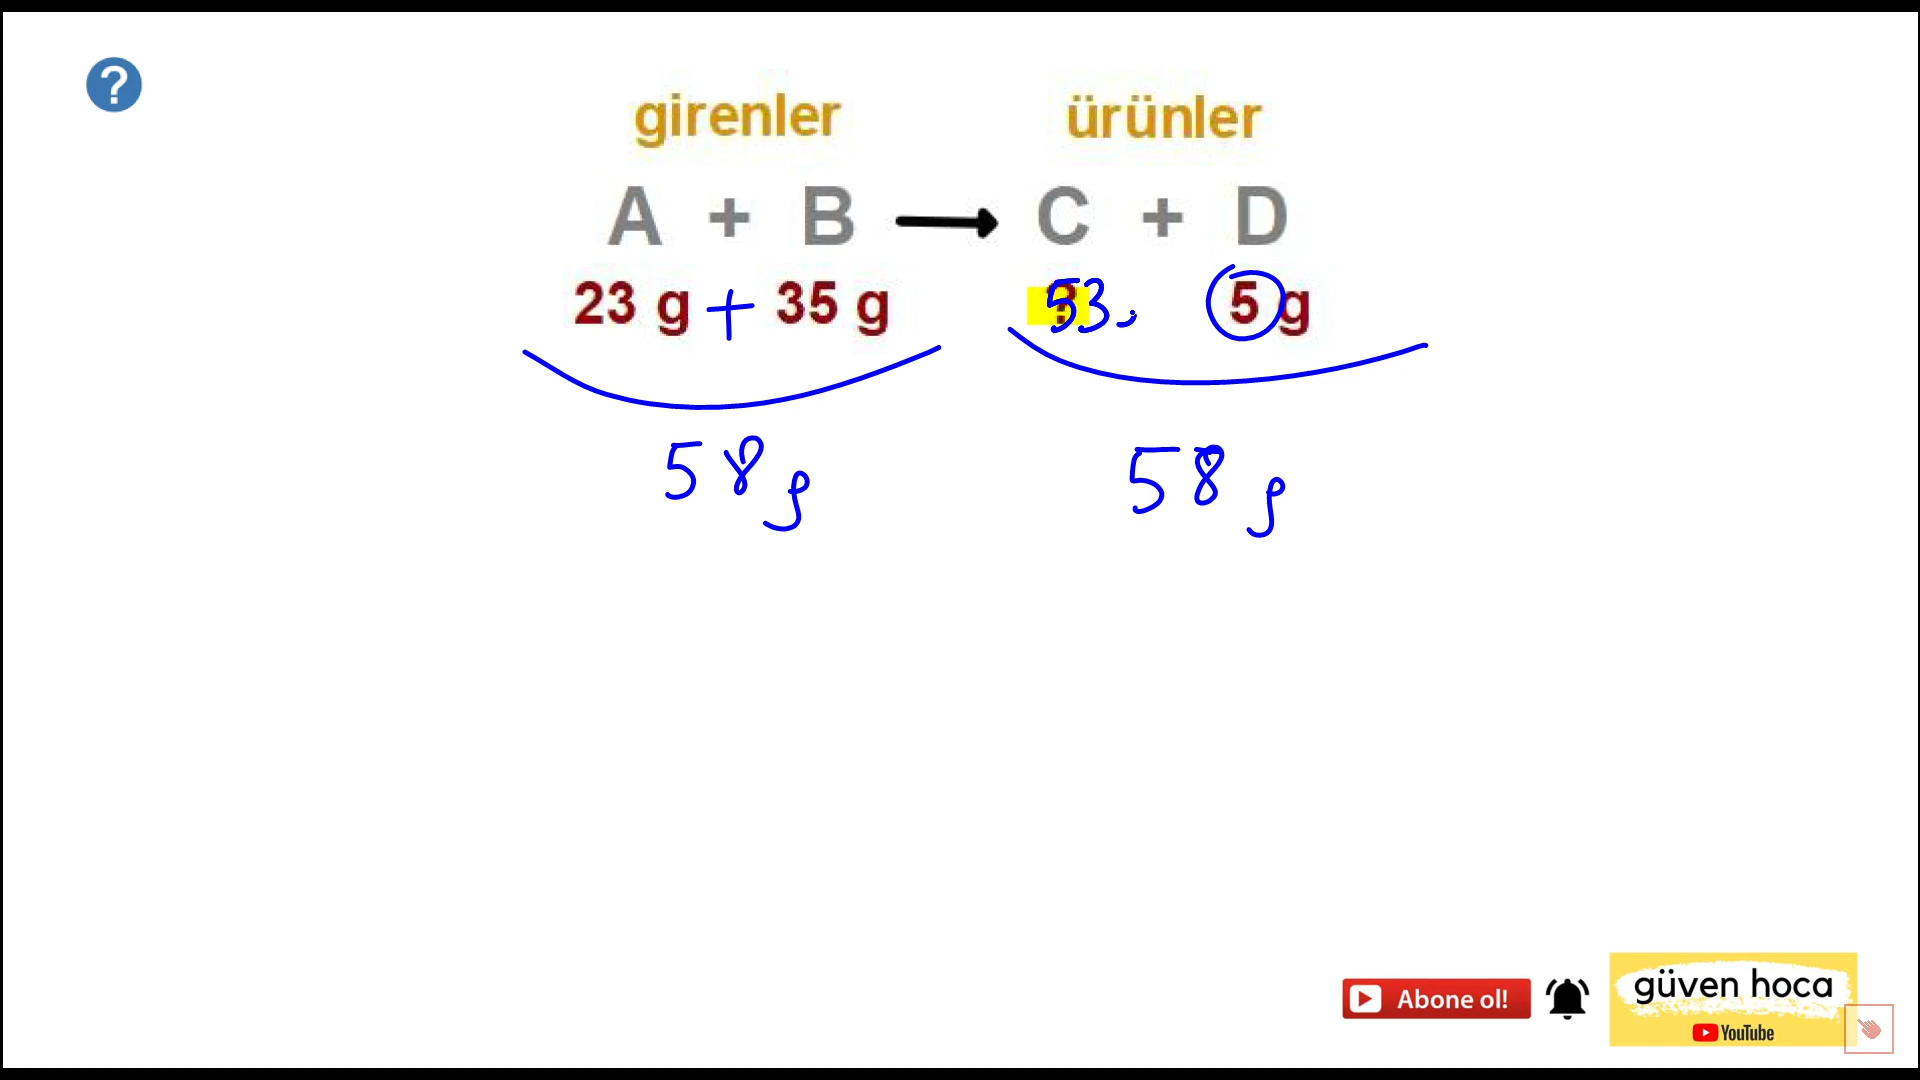 ?
girenler ürünler
A + B → C + D
23 g + 35 g 53 5 g
58 g 58 g
Abone ol! güven hoca
YouTube